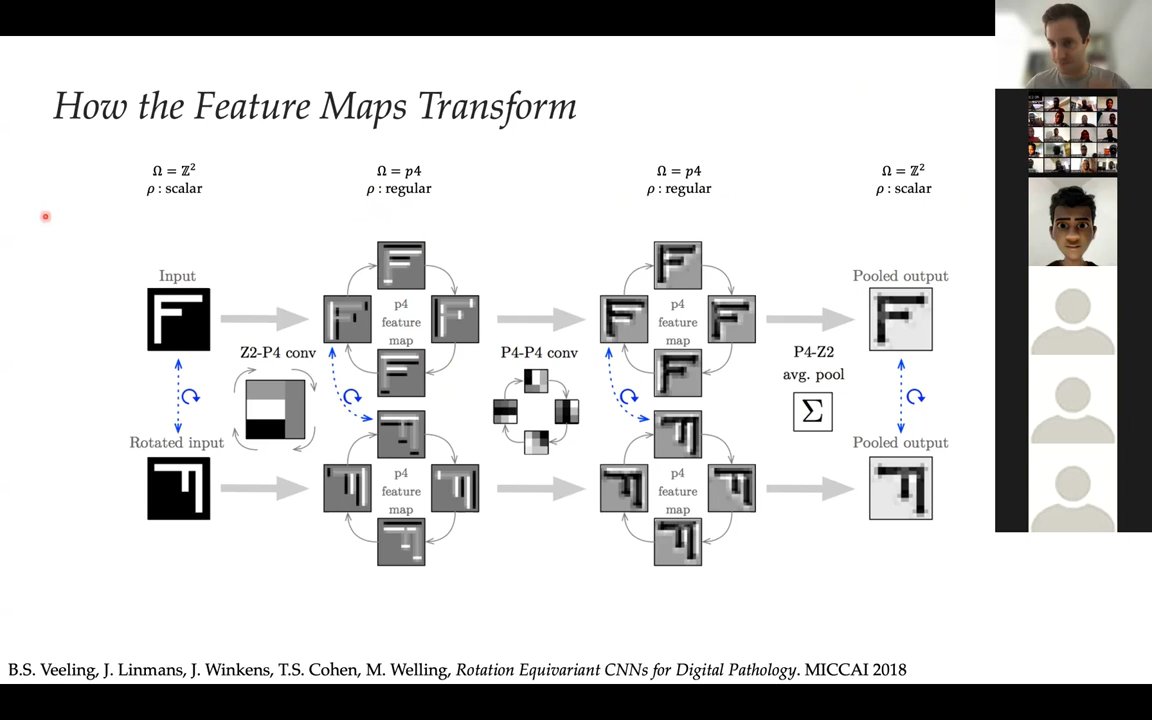 How the Feature Maps Transform
Ω = ℤ² Ω = p4 Ω = p4 Ω = ℤ²
ρ : scalar ρ : regular ρ : regular ρ : scalar
Input Pooled output
p4 p4
feature feature
map map
Z2-P4 conv P4-P4 conv P4-Z2
avg. pool
Σ
Rotated input Pooled output
p4 p4
feature feature
map map
B.S. Veeling, J. Linmans, J. Winkens, T.S. Cohen, M. Welling, Rotation Equivariant CNNs for Digital Pathology. MICCAI 2018